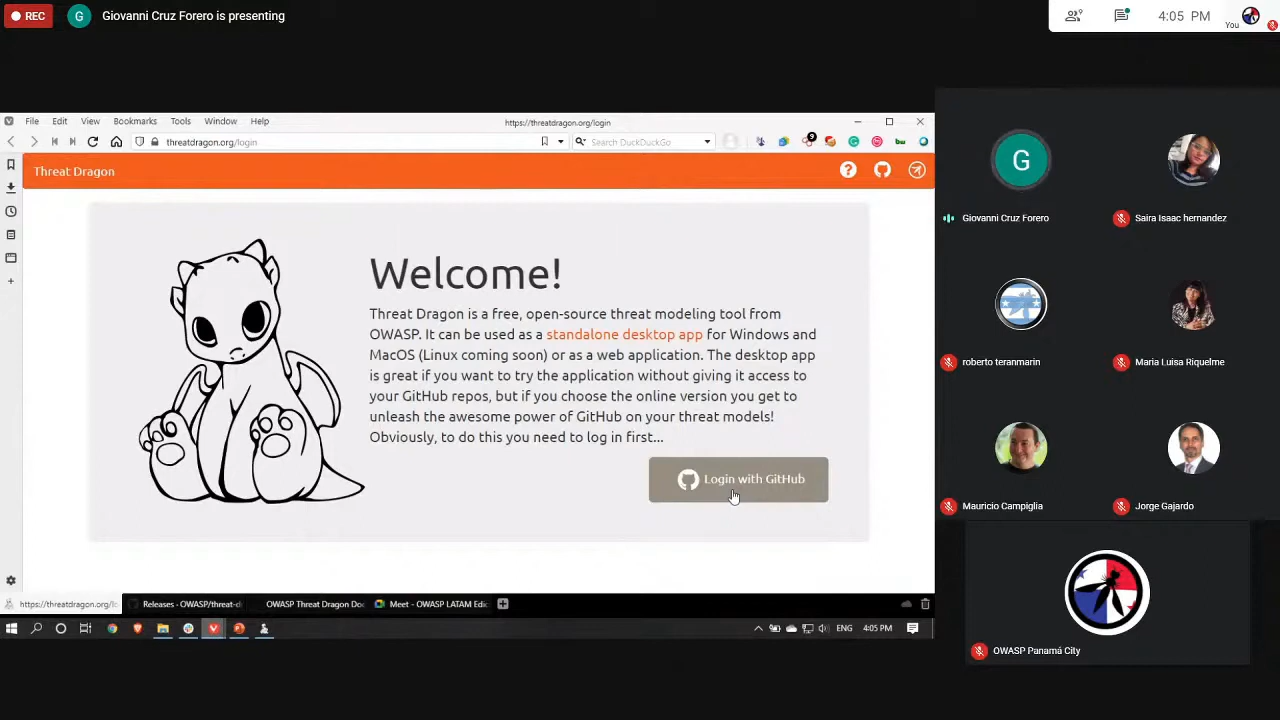 REC
G
Giovanni Cruz Forero is presenting
4:05 PM
You
File Edit View Bookmarks Tools Window Help
https://threatdragon.org/login
threatdragon.org/login
Search DuckDuckGo
9
Threat Dragon
Welcome!
Threat Dragon is a free, open-source threat modeling tool from
OWASP. It can be used as a standalone desktop app for Windows and
MacOS (Linux coming soon) or as a web application. The desktop app
is great if you want to try the application without giving it access to
your GitHub repos, but if you choose the online version you get to
unleash the awesome power of GitHub on your threat models!
Obviously, to do this you need to log in first...
Login with GitHub
https://threatdragon.org/lo
Releases · OWASP/threat-d
OWASP Threat Dragon Doc
Meet - OWASP LATAM Edic
ENG
4:05 PM
G
Giovanni Cruz Forero
Saira Isaac hernandez
roberto teranmarin
Maria Luisa Riquelme
Mauricio Campiglia
Jorge Gajardo
OWASP Panamá City